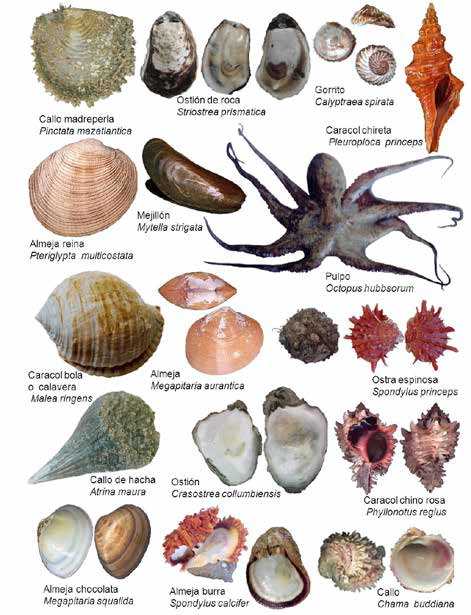 Callo madreperla
Pinctata mazatlantica
Ostión de roca
Striostrea prismatica
Gorrito
Calyptraea spirata
Caracol chireta
Pleuroploca princeps
Almeja reina
Pteriglypta multicostata
Mejillón
Mytella strigata
Pulpo
Octopus hubbsorum
Caracol bola
o calavera
Malea ringens
Almeja
Megapitaria aurantica
Ostra espinosa
Spondylus princeps
Callo de hacha
Atrina maura
Ostión
Crasostrea collumbiensis
Caracol chino rosa
Phyllonotus regius
Almeja chocolata
Megapitaria squalida
Almeja burra
Spondylus calcifer
Callo
Chama buddiana